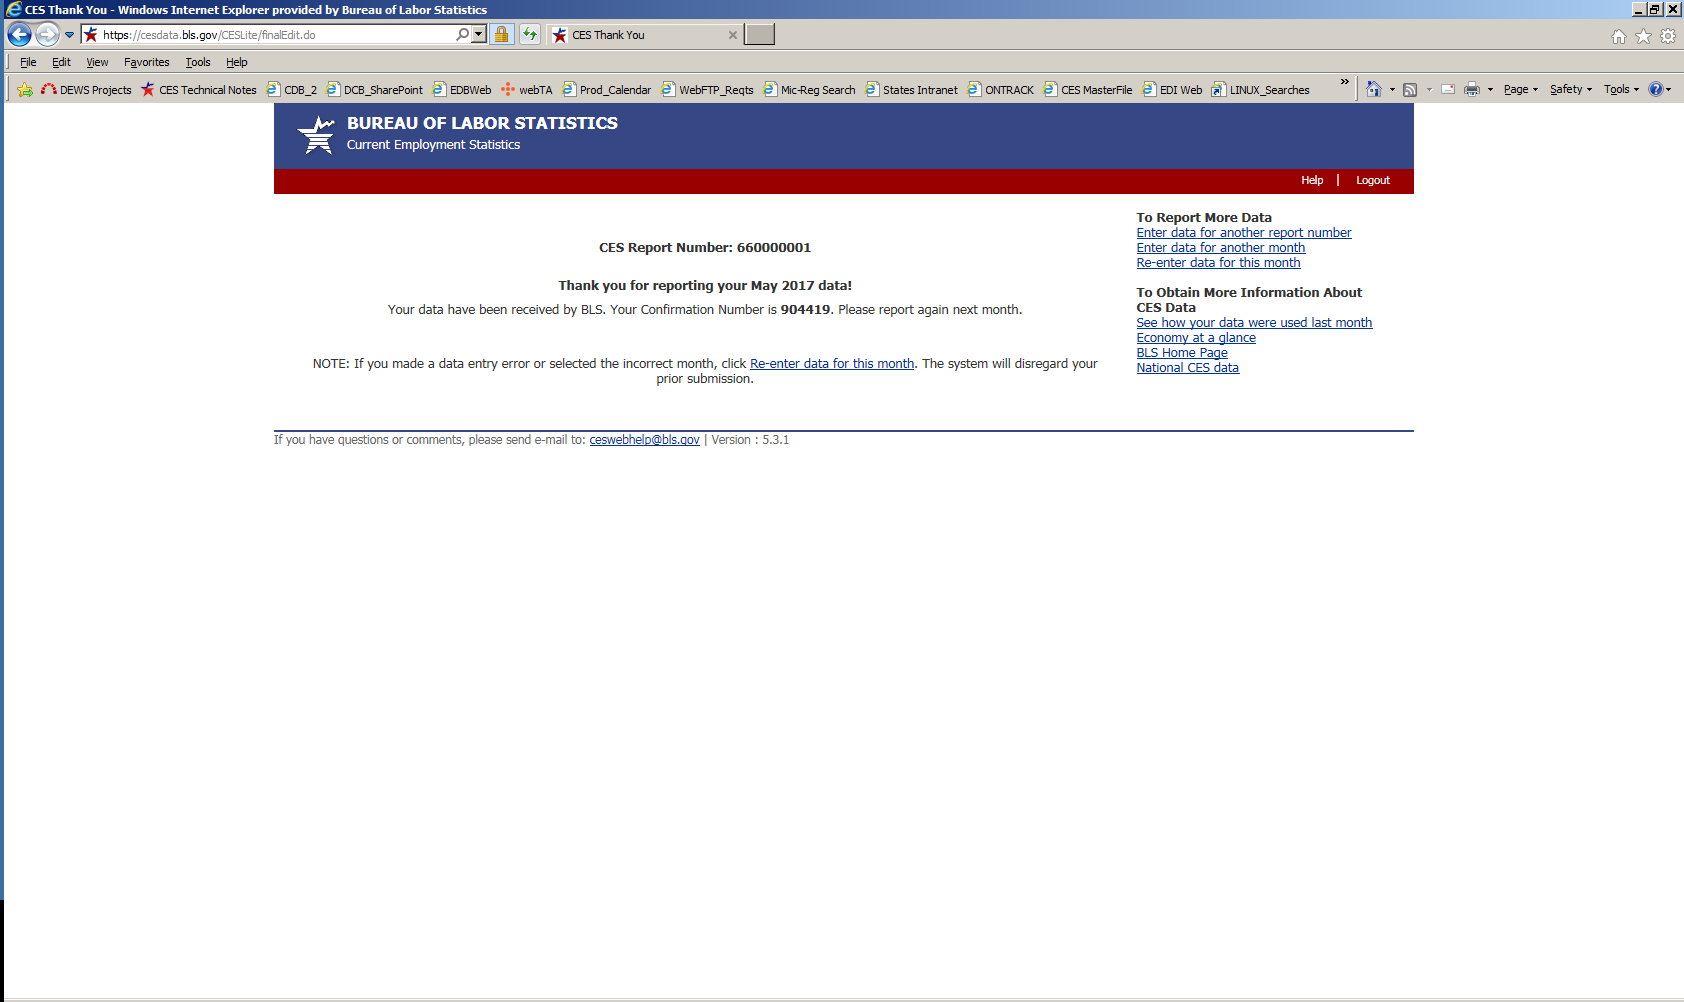 CES Thank You - Windows Internet Explorer provided by Bureau of Labor Statistics
https://cesdata.bls.gov/CESLite/finalEdit.do
CES Thank You
File Edit View Favorites Tools Help
DEWS Projects CES Technical Notes CDB_2 DCB_SharePoint EDBWeb webTA Prod_Calendar WebFTP_Reqts Mic-Reg Search States Intranet ONTRACK CES MasterFile EDI Web LINUX_Searches » Page Safety Tools
BUREAU OF LABOR STATISTICS
Current Employment Statistics
Help | Logout
CES Report Number: 660000001
Thank you for reporting your May 2017 data!
Your data have been received by BLS. Your Confirmation Number is 904419. Please report again next month.
NOTE: If you made a data entry error or selected the incorrect month, click Re-enter data for this month. The system will disregard your
prior submission.
To Report More Data
Enter data for another report number
Enter data for another month
Re-enter data for this month
To Obtain More Information About
CES Data
See how your data were used last month
Economy at a glance
BLS Home Page
National CES data
If you have questions or comments, please send e-mail to: ceswebhelp@bls.gov | Version : 5.3.1